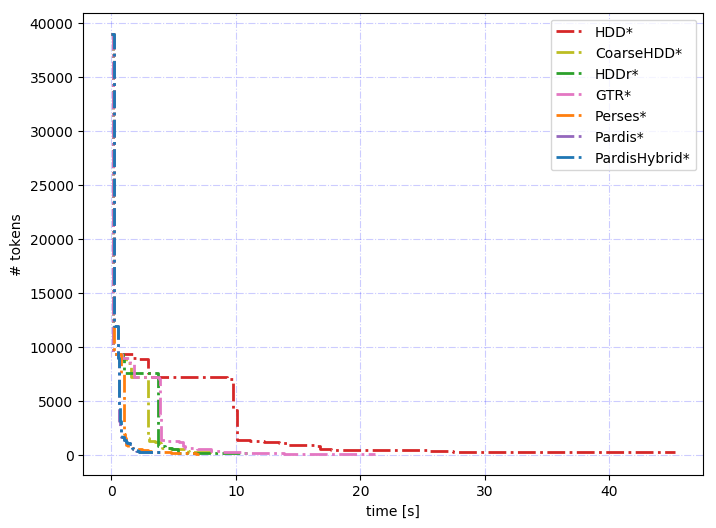 40000
35000
30000
25000
20000
15000
10000
5000
0
# tokens
0
10
20
30
40
time [s]
HDD*
CoarseHDD*
HDDr*
GTR*
Perses*
Pardis*
PardisHybrid*